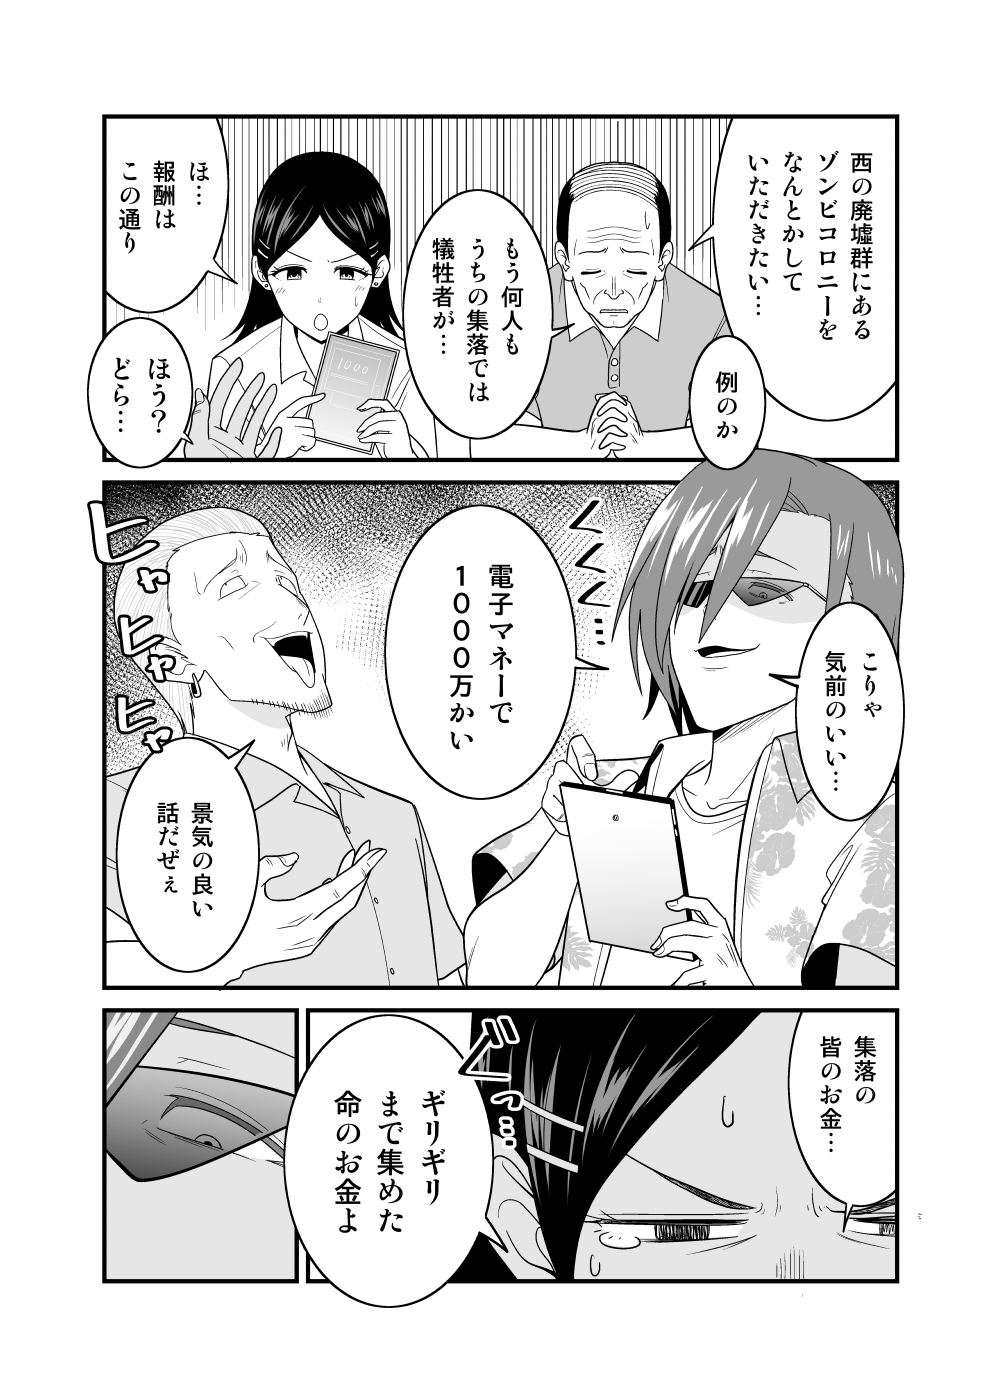 西の廃墟群にある
ゾンビコロニーを
なんとかして
いただきたい…
もう何人も
うちの集落では
犠牲者が…
ほ…
報酬は
この通り
1000
例のか
ほう?
どら…
こりゃ
気前のいい…
くくく…
電子マネーで
1000万かい
ヒャ
ヒャ
ヒャ
景気の良い
話だぜぇ
集落の
皆のお金…
グスッ…
ギリギリ
まで集めた
命のお金よ